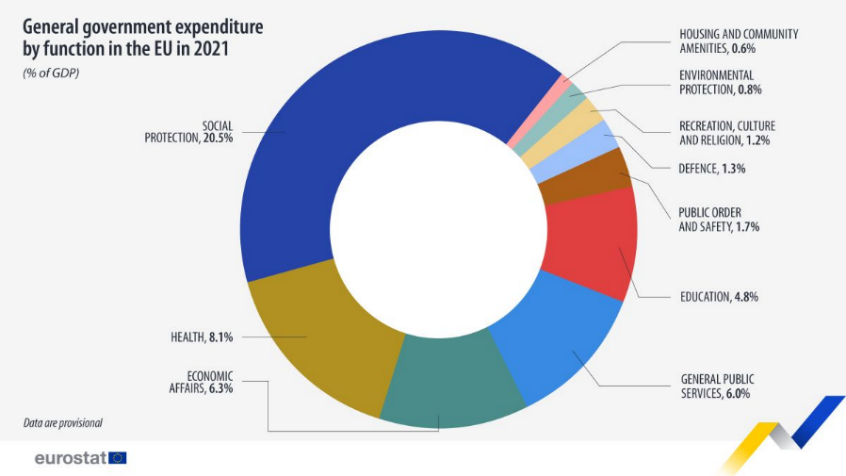 General government expenditure
by function in the EU in 2021
(% of GDP)
HOUSING AND COMMUNITY
AMENITIES, 0.6%
ENVIRONMENTAL
PROTECTION, 0.8%
RECREATION, CULTURE
AND RELIGION, 1.2%
DEFENCE, 1.3%
PUBLIC ORDER
AND SAFETY, 1.7%
EDUCATION, 4.8%
GENERAL PUBLIC
SERVICES, 6.0%
SOCIAL
PROTECTION, 20.5%
HEALTH, 8.1%
ECONOMIC
AFFAIRS, 6.3%
Data are provisional
eurostat